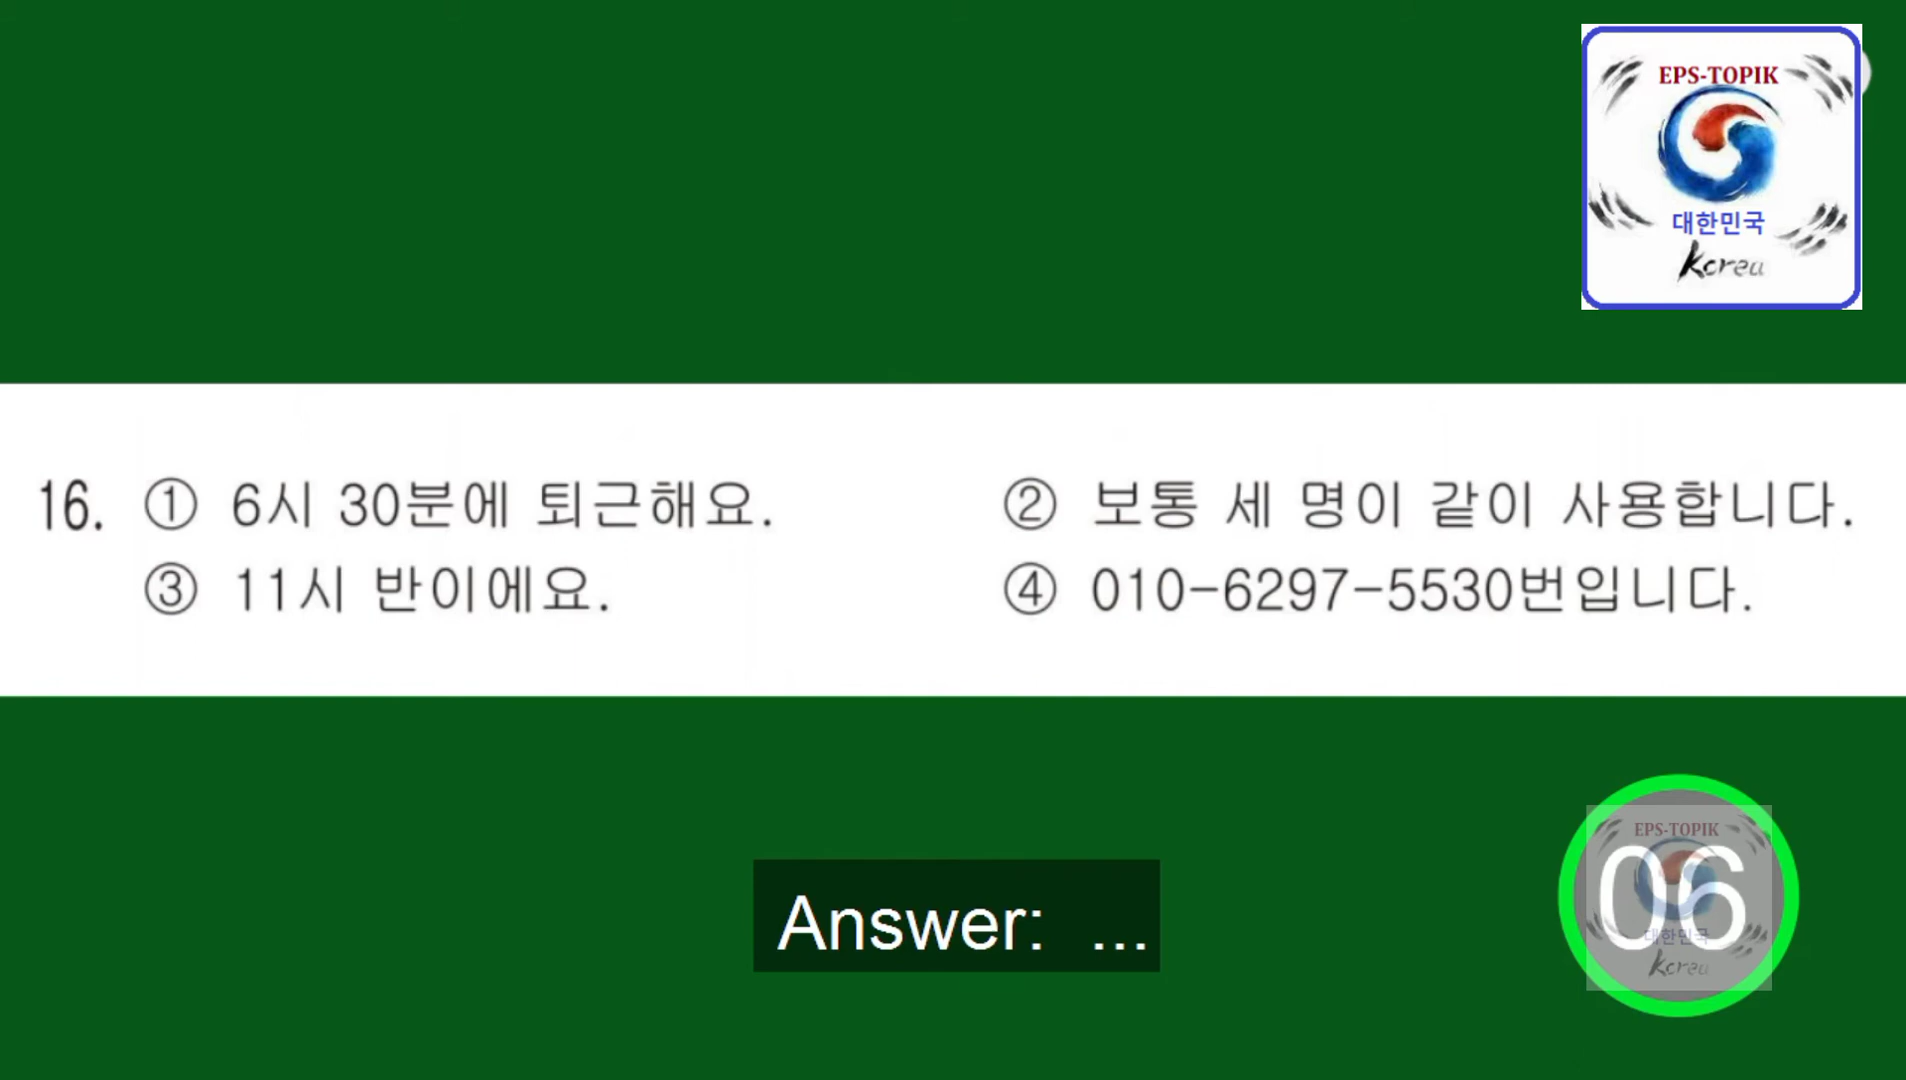 EPS-TOPIK
대한민국
Korea
16. ① 6시 30분에 퇴근해요. ② 보통 세 명이 같이 사용합니다.
③ 11시 반이에요. ④ 010-6297-5530번입니다.
Answer: ...
EPS-TOPIK
06
대한민국
Korea